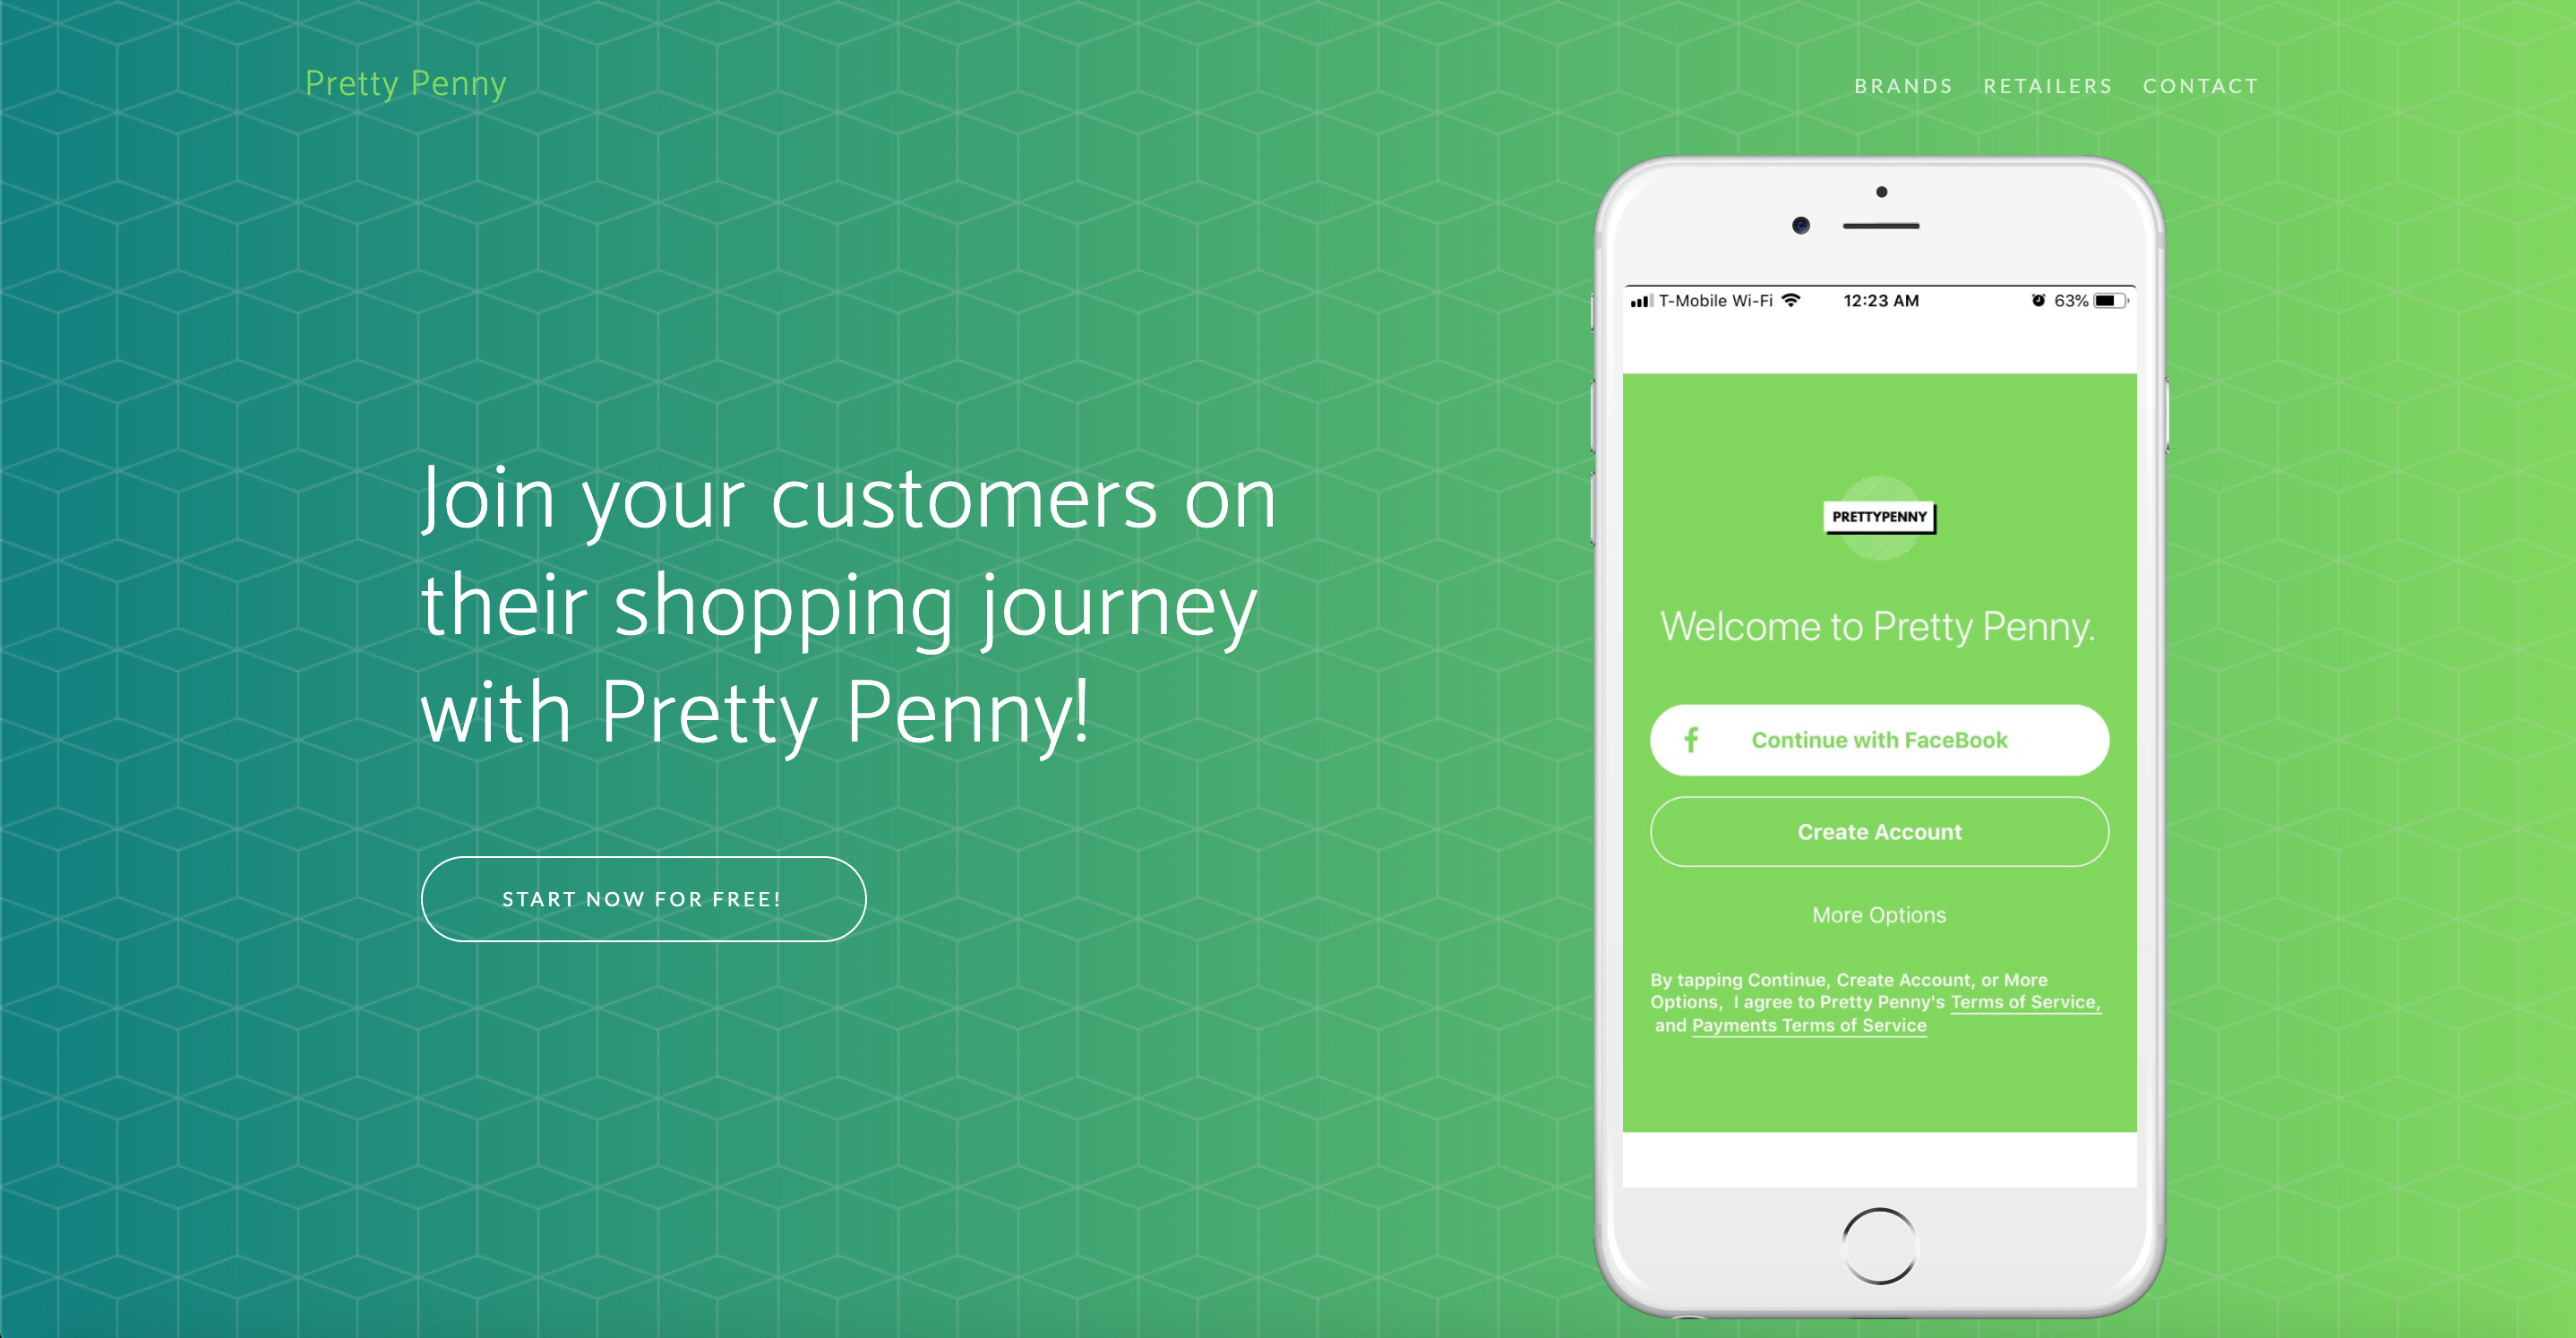 Pretty Penny
BRANDS RETAILERS CONTACT
Join your customers on
their shopping journey
with Pretty Penny!
START NOW FOR FREE!
T-Mobile Wi-Fi 12:23 AM 63%
PRETTYPENNY
Welcome to Pretty Penny.
f Continue with FaceBook
Create Account
More Options
By tapping Continue, Create Account, or More
Options, I agree to Pretty Penny's Terms of Service,
and Payments Terms of Service